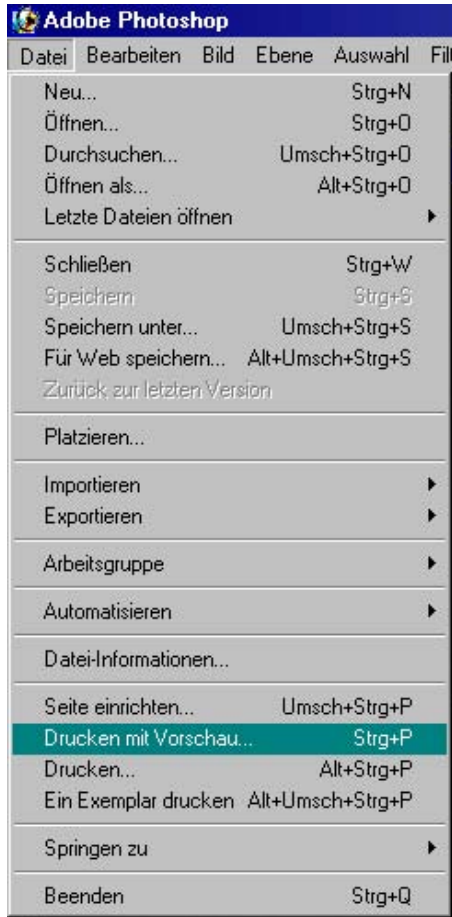 Adobe Photoshop
Datei Bearbeiten Bild Ebene Auswahl
Neu... Strg+N
Öffnen... Strg+O
Durchsuchen... Umsch+Strg+O
Öffnen als... Alt+Strg+O
Letzte Dateien öffnen
Schließen Strg+W
Speichern Strg+S
Speichern unter... Umsch+Strg+S
Für Web speichern... Alt+Umsch+Strg+S
Zurück zur letzten Version
Platzieren...
Importieren
Exportieren
Arbeitsgruppe
Automatisieren
Datei-Informationen...
Seite einrichten... Umsch+Strg+P
Drucken mit Vorschau... Strg+P
Drucken... Alt+Strg+P
Ein Exemplar drucken Alt+Umsch+Strg+P
Springen zu
Beenden Strg+Q